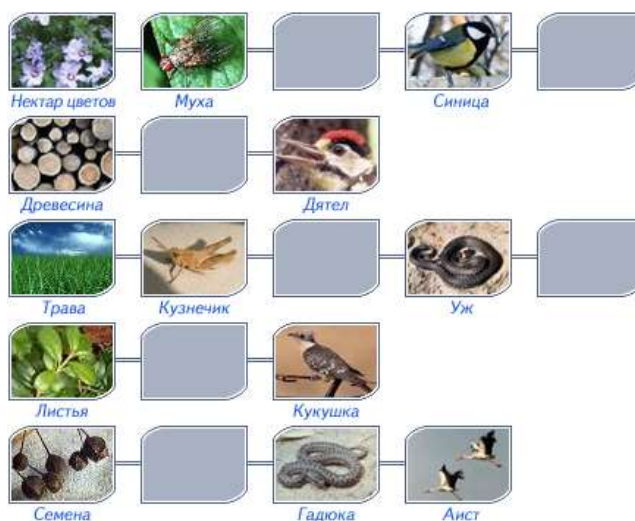 Нектар цветов Муха Синица
Древесина Дятел
Трава Кузнечик Уж
Листья Кукушка
Семена Гадюка Аист